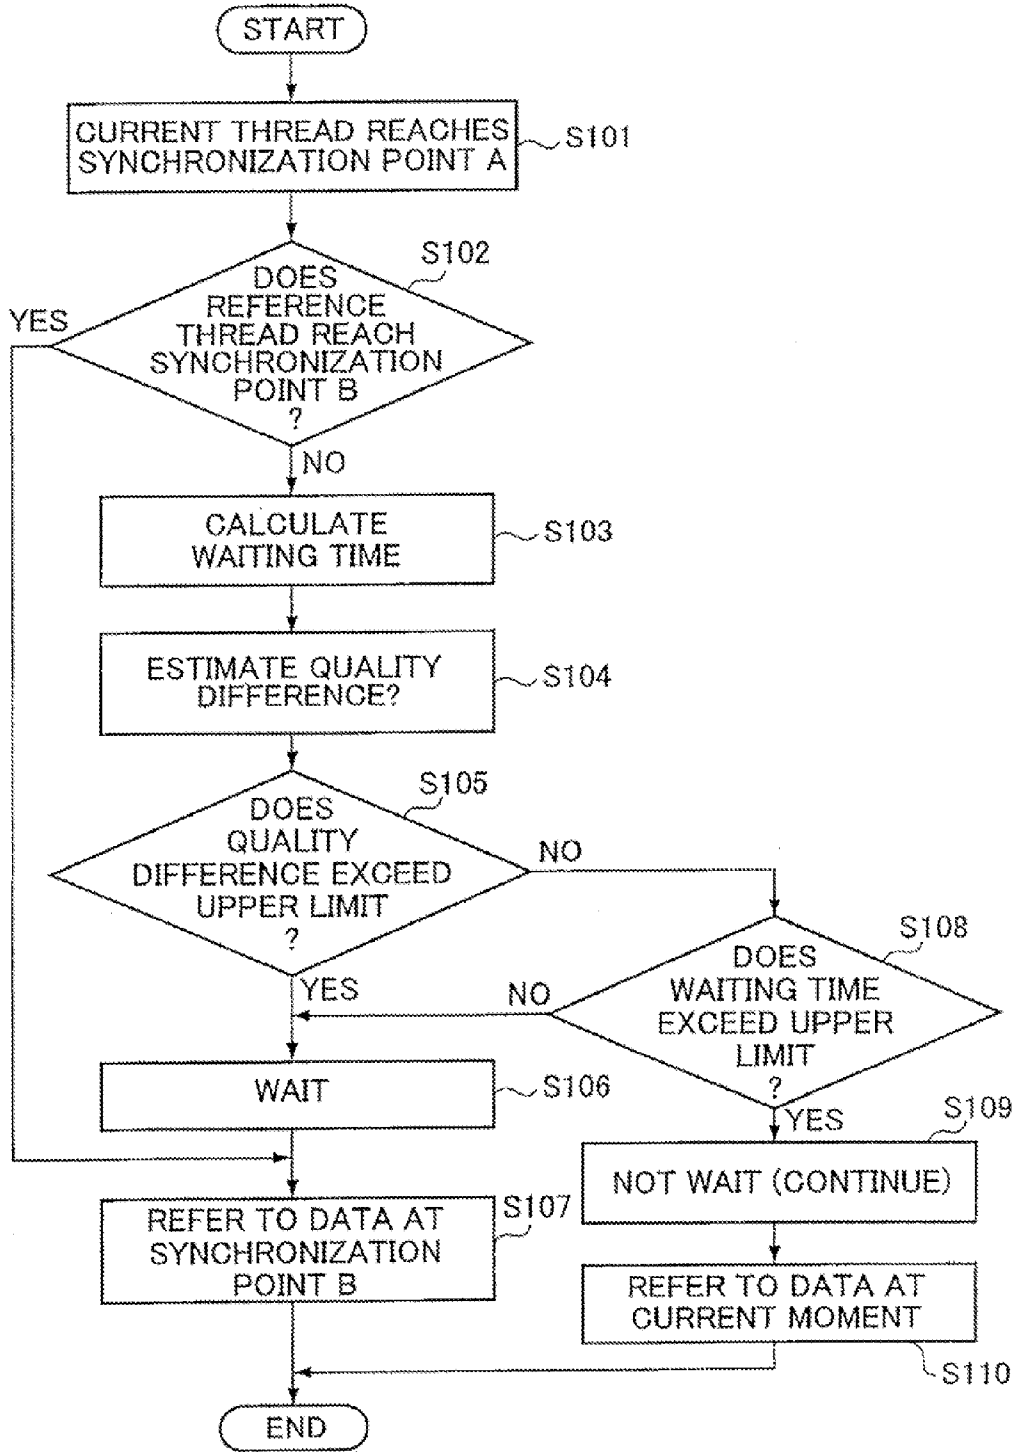 START
CURRENT THREAD REACHES
SYNCHRONIZATION POINT A
S101
S102
DOES
REFERENCE
THREAD REACH
SYNCHRONIZATION
POINT B
?
YES
NO
CALCULATE
WAITING TIME
S103
ESTIMATE QUALITY
DIFFERENCE?
S104
S105
DOES
QUALITY
DIFFERENCE EXCEED
UPPER LIMIT
?
NO
YES
S108
DOES
WAITING TIME
EXCEED UPPER
LIMIT
?
NO
YES
WAIT
S106
S109
NOT WAIT (CONTINUE)
REFER TO DATA AT
SYNCHRONIZATION
POINT B
S107
REFER TO DATA AT
CURRENT MOMENT
S110
END